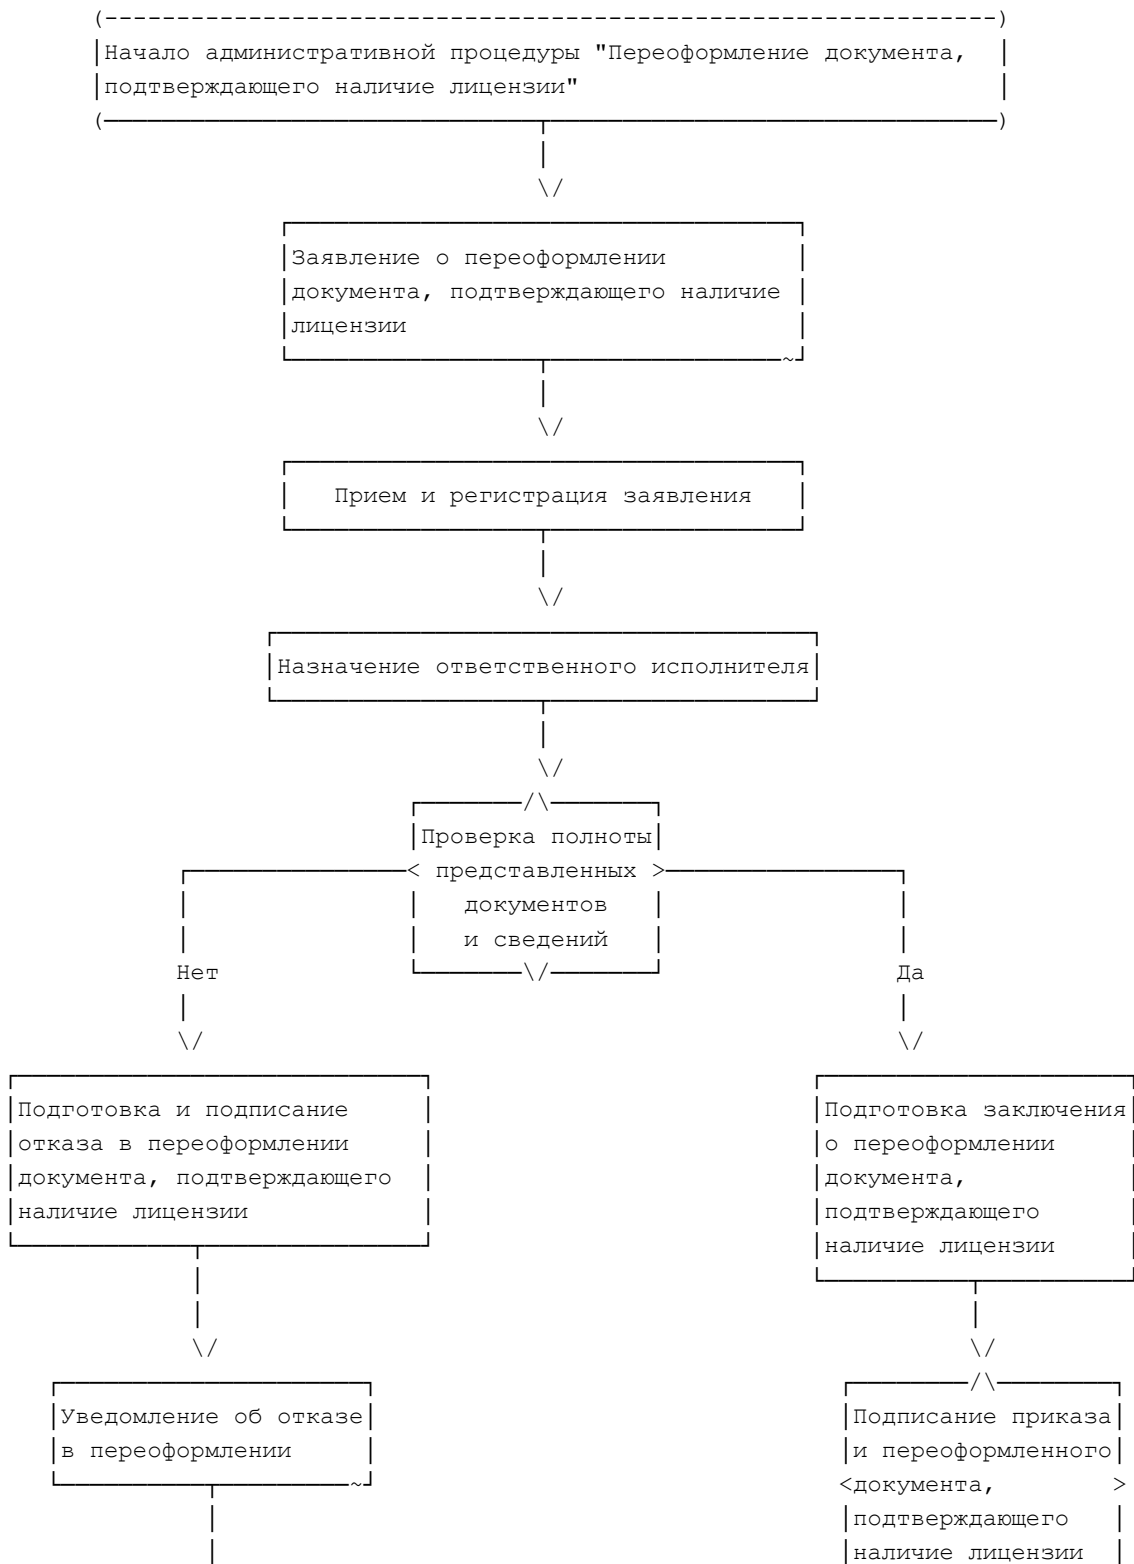 Начало административной процедуры "Переоформление документа,
подтверждающего наличие лицензии"
Заявление о переоформлении
документа, подтверждающего наличие
лицензии
Прием и регистрация заявления
Назначение ответственного исполнителя
Проверка полноты
представленных
документов
и сведений
Нет
Да
Подготовка и подписание
отказа в переоформлении
документа, подтверждающего
наличие лицензии
Подготовка заключения
о переоформлении
документа,
подтверждающего
наличие лицензии
Уведомление об отказе
в переоформлении
Подписание приказа
и переоформленного
документа,
подтверждающего
наличие лицензии